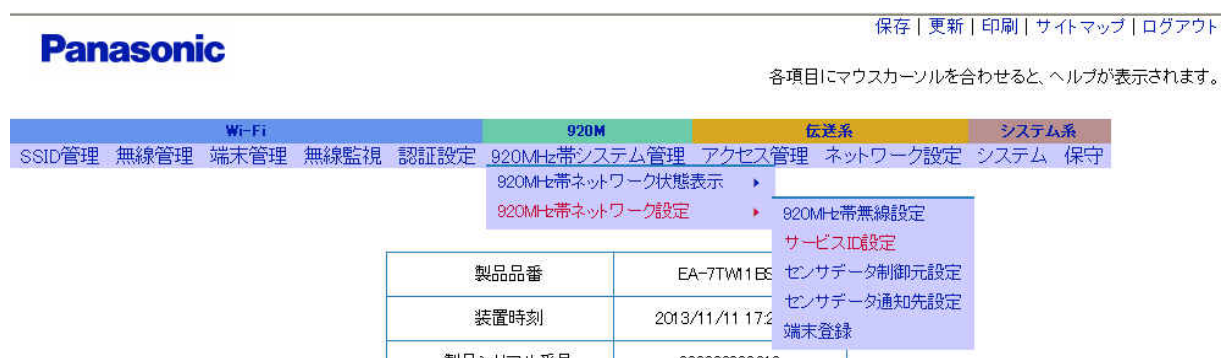 保存 | 更新 | 印刷 | サイトマップ | ログアウト
Panasonic
各項目にマウスカーソルを合わせると、ヘルプが表示されます。
Wi-Fi 920M 伝送系 システム系
SSID管理 無線管理 端末管理 無線監視 認証設定 920MHz帯システム管理 アクセス管理 ネットワーク設定 システム 保守
920MHz帯ネットワーク状態表示
920MHz帯ネットワーク設定 920MHz帯無線設定
サービスID設定
製品品番 センサデータ制御元設定
センサデータ通知先設定
装置時刻 2013/11/11
端末登録